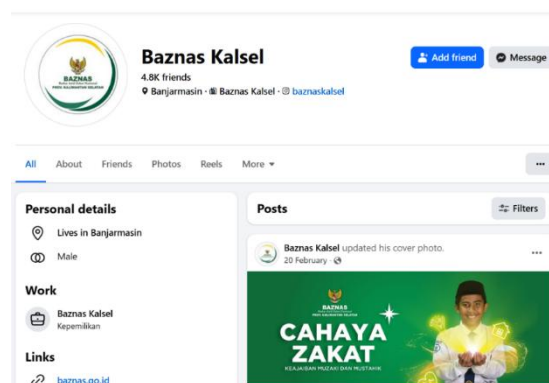 BAZNAS
Baznas Kalsel
4.8K friends
Banjarmasin · Baznas Kalsel · baznaskalsel
Add friend
Message
All
About
Friends
Photos
Reels
More
Personal details
Lives in Banjarmasin
Male
Work
Baznas Kalsel
Kepemilikan
Links
baznas.go.id
Posts
Filters
Baznas Kalsel updated his cover photo.
20 February
BAZNAS
CAHAYA
ZAKAT
KEAJAIBAN MUZAKI DAN MUSTAHIK